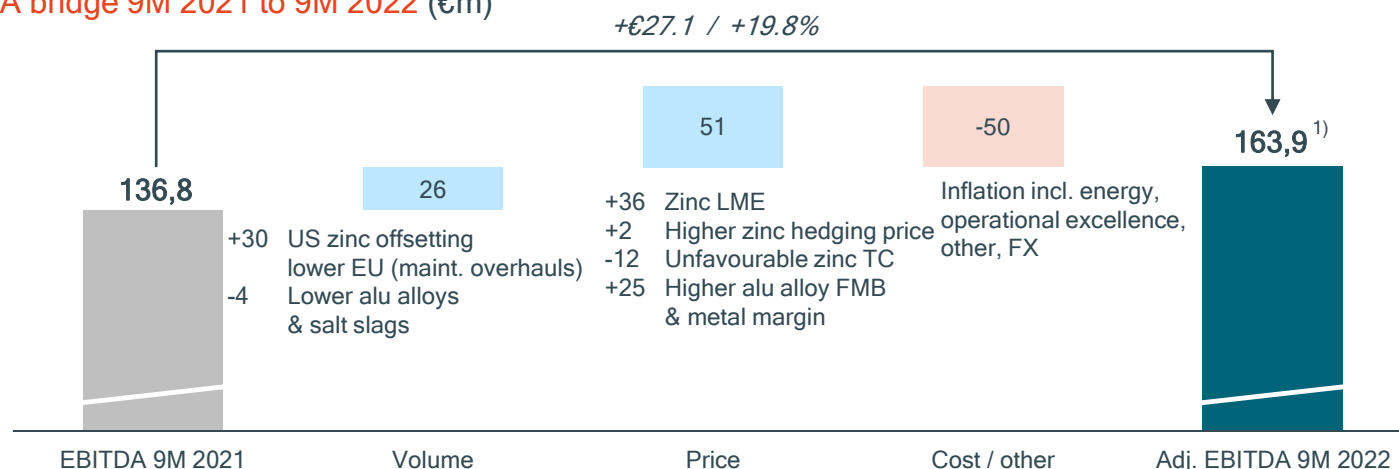 A bridge 9M 2021 to 9M 2022 (€m)
+€27.1 / +19.8%
136,8
26
51
-50
163,9 1)
+30 US zinc offsetting
lower EU (maint. overhauls)
-4 Lower alu alloys
& salt slags
+36 Zinc LME
+2 Higher zinc hedging price
-12 Unfavourable zinc TC
+25 Higher alu alloy FMB
& metal margin
Inflation incl. energy,
operational excellence,
other, FX
EBITDA 9M 2021
Volume
Price
Cost / other
Adj. EBITDA 9M 2022